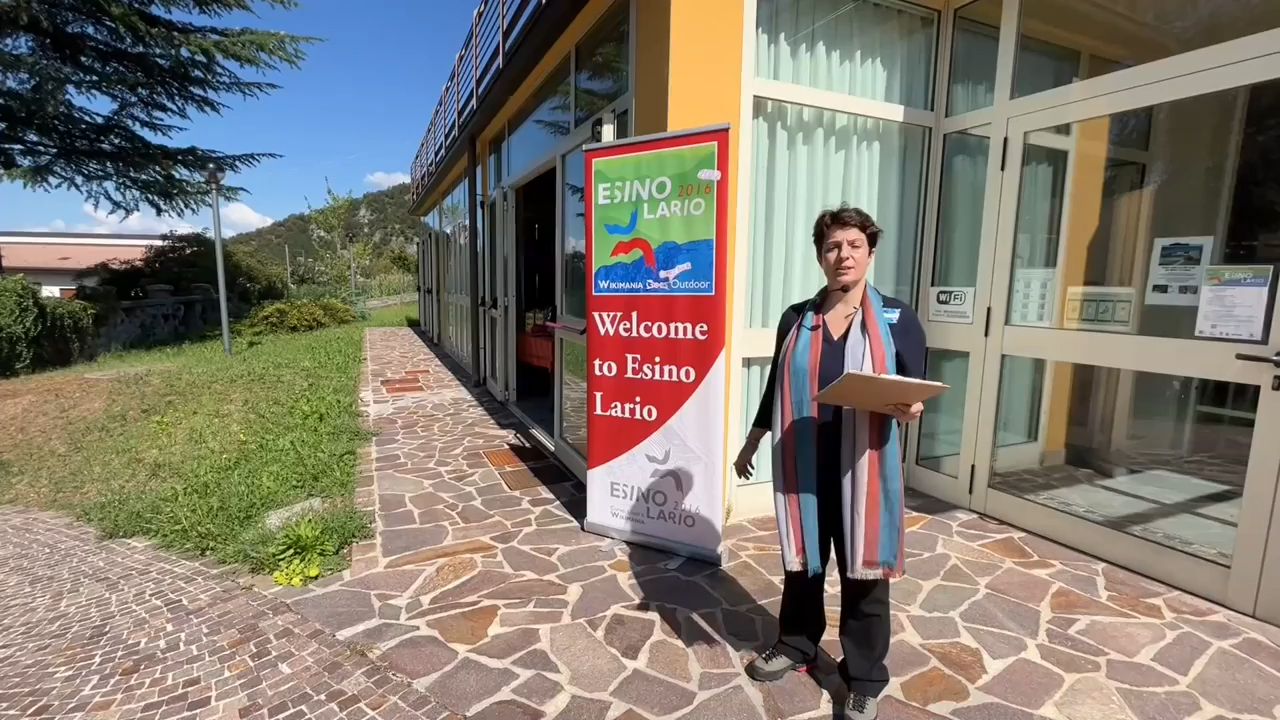 ESINO 2016
LARIO
WIKIMANIA Goes Outdoor
Welcome
to Esino
Lario
ESINO 2016
LARIO
WIKIMANIA
WiFi
ESINO
LARIO